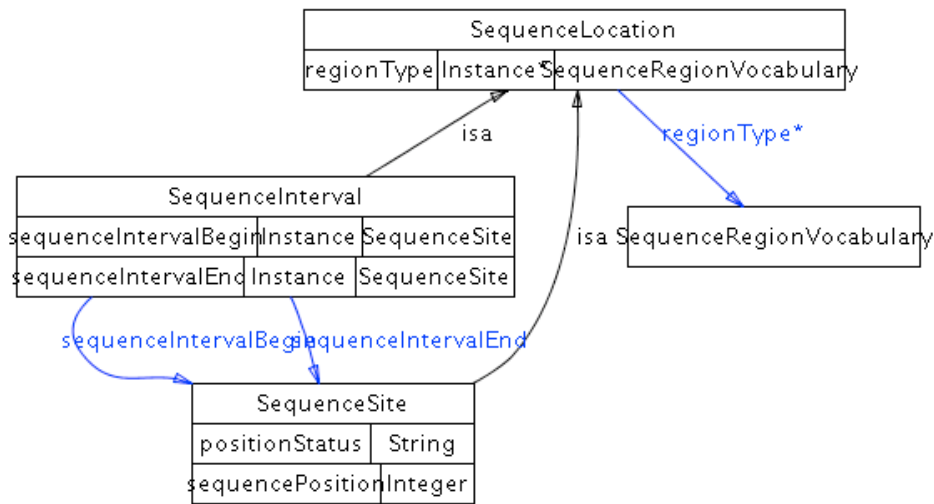 SequenceLocation
regionType Instance* SequenceRegionVocabulary
isa
regionType*
SequenceInterval
sequenceIntervalBegin Instance SequenceSite
sequenceIntervalEnd Instance SequenceSite
isa
SequenceRegionVocabulary
sequenceIntervalBegin
sequenceIntervalEnd
SequenceSite
positionStatus String
sequencePosition Integer